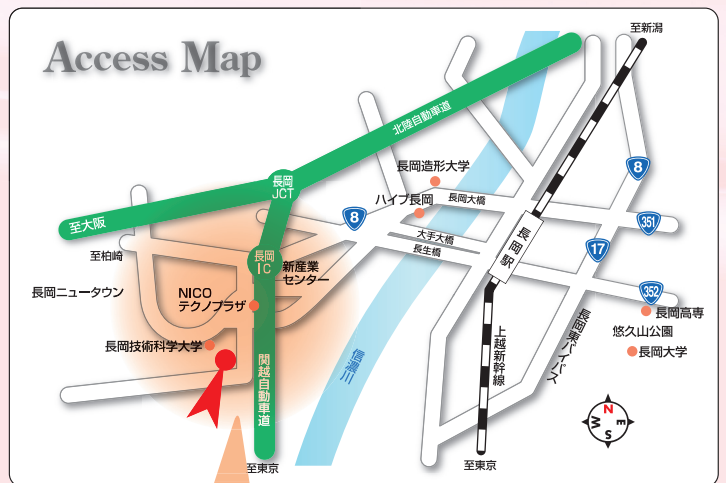 Access Map
至新潟
北陸自動車道
長岡
JCT
長岡造形大学
8
ハイブ長岡
長岡大橋
至大阪
8
351
大手大橋
長生橋
長岡駅
17
至柏崎
長岡
IC
新産業
センター
長岡ニュータウン
NICO
テクノプラザ
352
長岡高専
悠久山公園
長岡技術科学大学
長岡大学
関越自動車道
信濃川
上越新幹線
長岡東バイパス
N
W
E
S
至東京
至東京